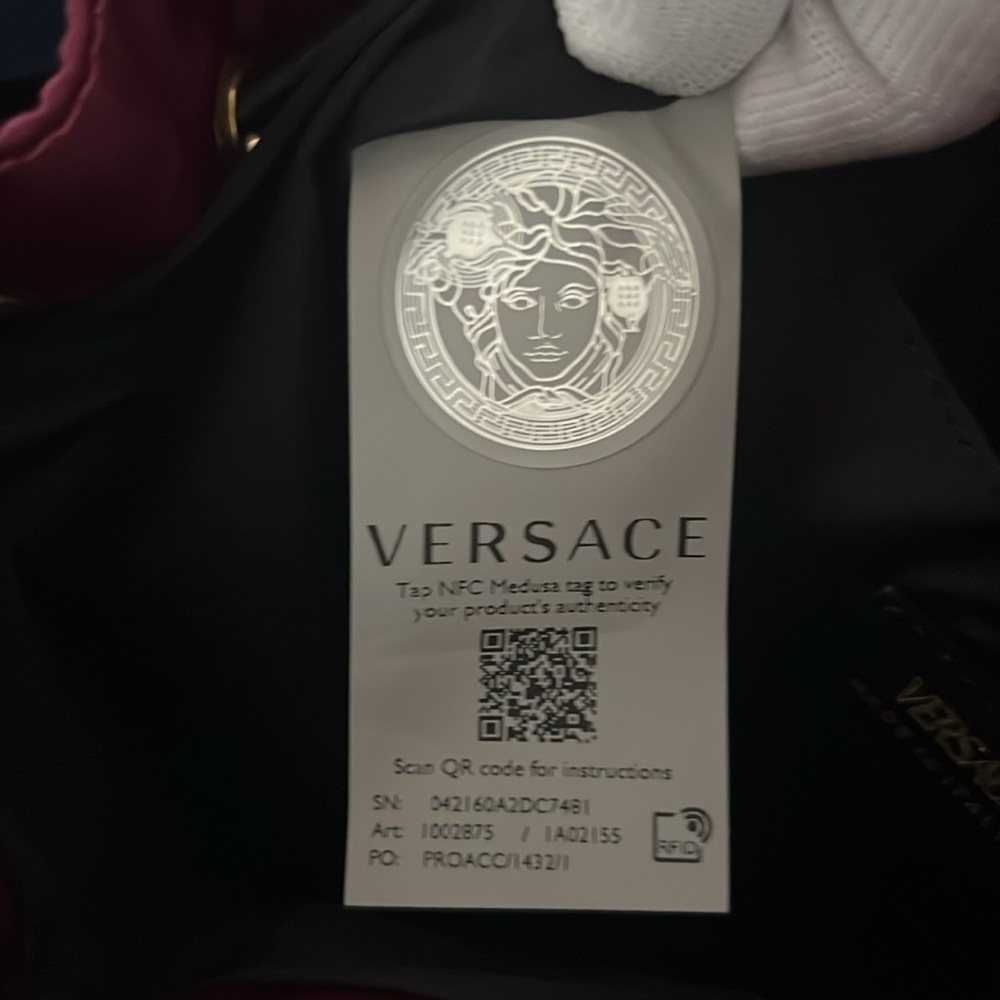 VERSACE
Tap NFC Medusa tag to verify
your product's authenticity
Scan QR code for instructions
SN: 042160A2DC7481
Art: 1002875 / 1A02155
PO: PROACC/1432/1
RFID
VERSACE